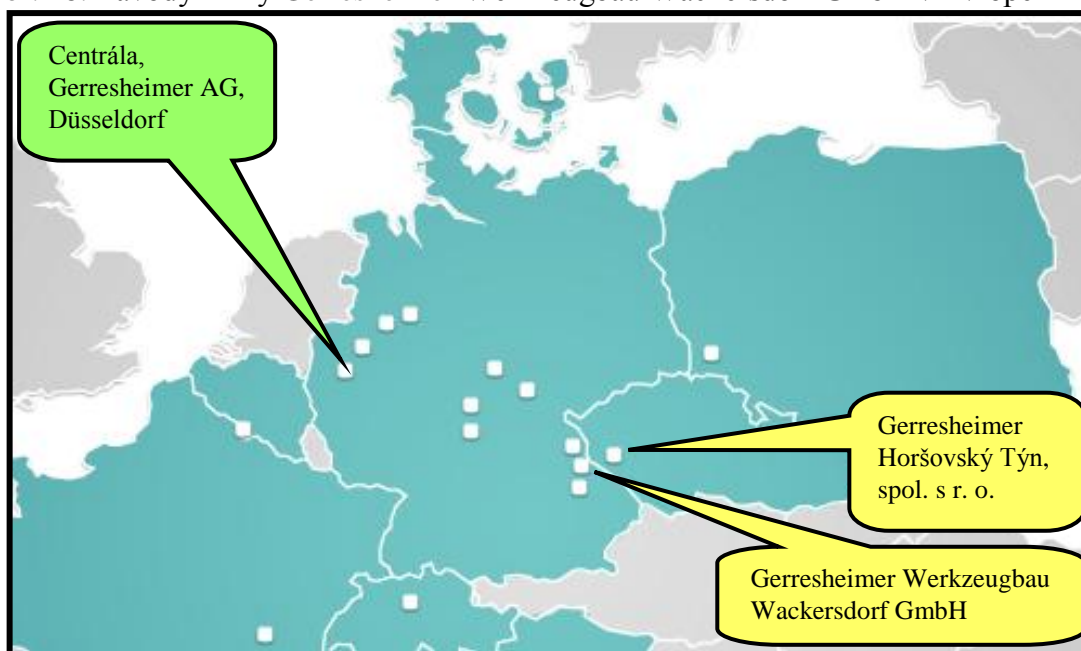 Centrála,
Gerresheimer AG,
Düsseldorf
Gerresheimer
Horšovský Týn,
spol. s r. o.
Gerresheimer Werkzeugbau
Wackersdorf GmbH